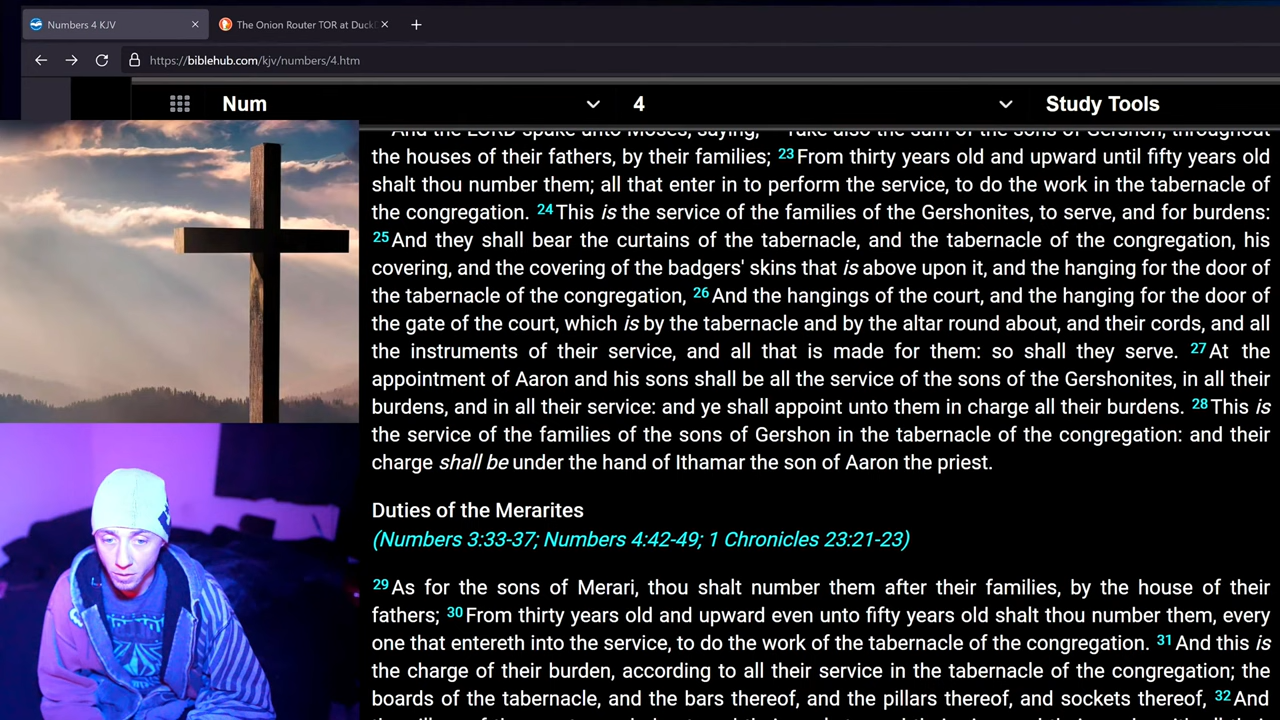 Numbers 4 KJV
The Onion Router TOR at Duck
https://biblehub.com/kjv/numbers/4.htm
Num 4 Study Tools
And the LORD spake unto Moses, saying, Take also the sum of the sons of Gershon, throughout
the houses of their fathers, by their families; 23 From thirty years old and upward until fifty years old
shalt thou number them; all that enter in to perform the service, to do the work in the tabernacle of
the congregation. 24 This is the service of the families of the Gershonites, to serve, and for burdens:
25 And they shall bear the curtains of the tabernacle, and the tabernacle of the congregation, his
covering, and the covering of the badgers' skins that is above upon it, and the hanging for the door of
the tabernacle of the congregation, 26 And the hangings of the court, and the hanging for the door of
the gate of the court, which is by the tabernacle and by the altar round about, and their cords, and all
the instruments of their service, and all that is made for them: so shall they serve. 27 At the
appointment of Aaron and his sons shall be all the service of the sons of the Gershonites, in all their
burdens, and in all their service: and ye shall appoint unto them in charge all their burdens. 28 This is
the service of the families of the sons of Gershon in the tabernacle of the congregation: and their
charge shall be under the hand of Ithamar the son of Aaron the priest.
Duties of the Merarites
(Numbers 3:33-37; Numbers 4:42-49; 1 Chronicles 23:21-23)
29 As for the sons of Merari, thou shalt number them after their families, by the house of their
fathers; 30 From thirty years old and upward even unto fifty years old shalt thou number them, every
one that entereth into the service, to do the work of the tabernacle of the congregation. 31 And this is
the charge of their burden, according to all their service in the tabernacle of the congregation; the
boards of the tabernacle, and the bars thereof, and the pillars thereof, and sockets thereof, 32 And